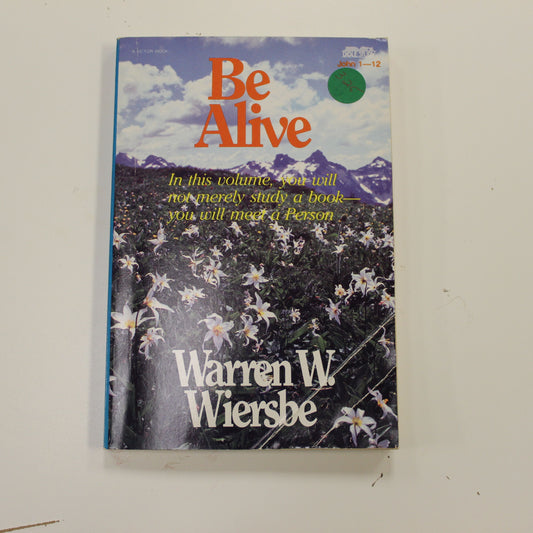 A VICTOR BOOK
John 1—12
Be
Alive
In this volume, you will
not merely study a book—
you will meet a Person
Warren W.
Wiersbe